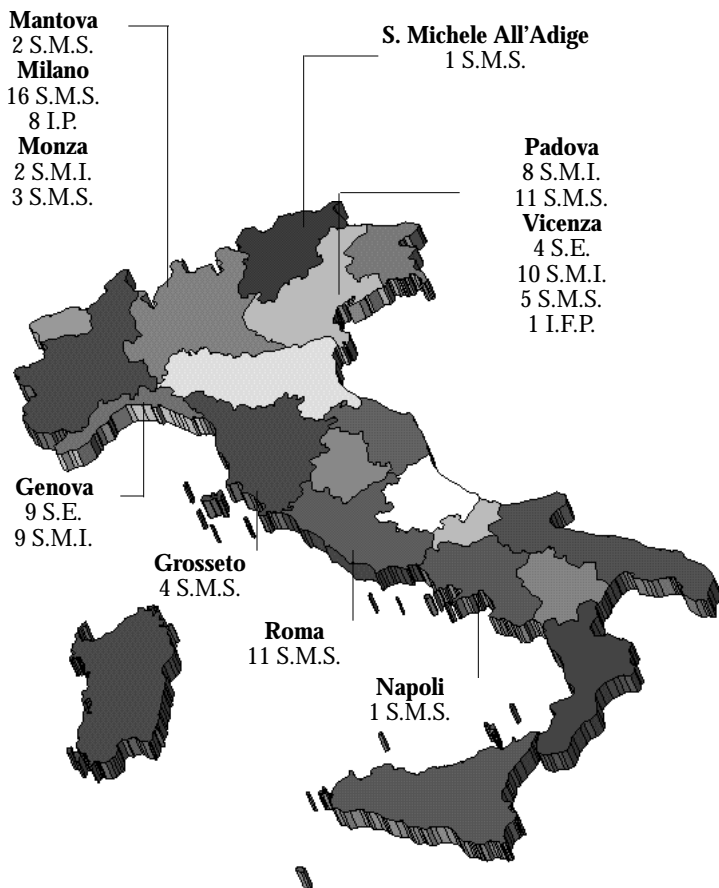 Mantova
2 S.M.S.
Milano
16 S.M.S.
8 I.P.
Monza
2 S.M.I.
3 S.M.S.
S. Michele All'Adige
1 S.M.S.
Padova
8 S.M.I.
11 S.M.S.
Vicenza
4 S.E.
10 S.M.I.
5 S.M.S.
1 I.F.P.
Genova
9 S.E.
9 S.M.I.
Grosseto
4 S.M.S.
Roma
11 S.M.S.
Napoli
1 S.M.S.